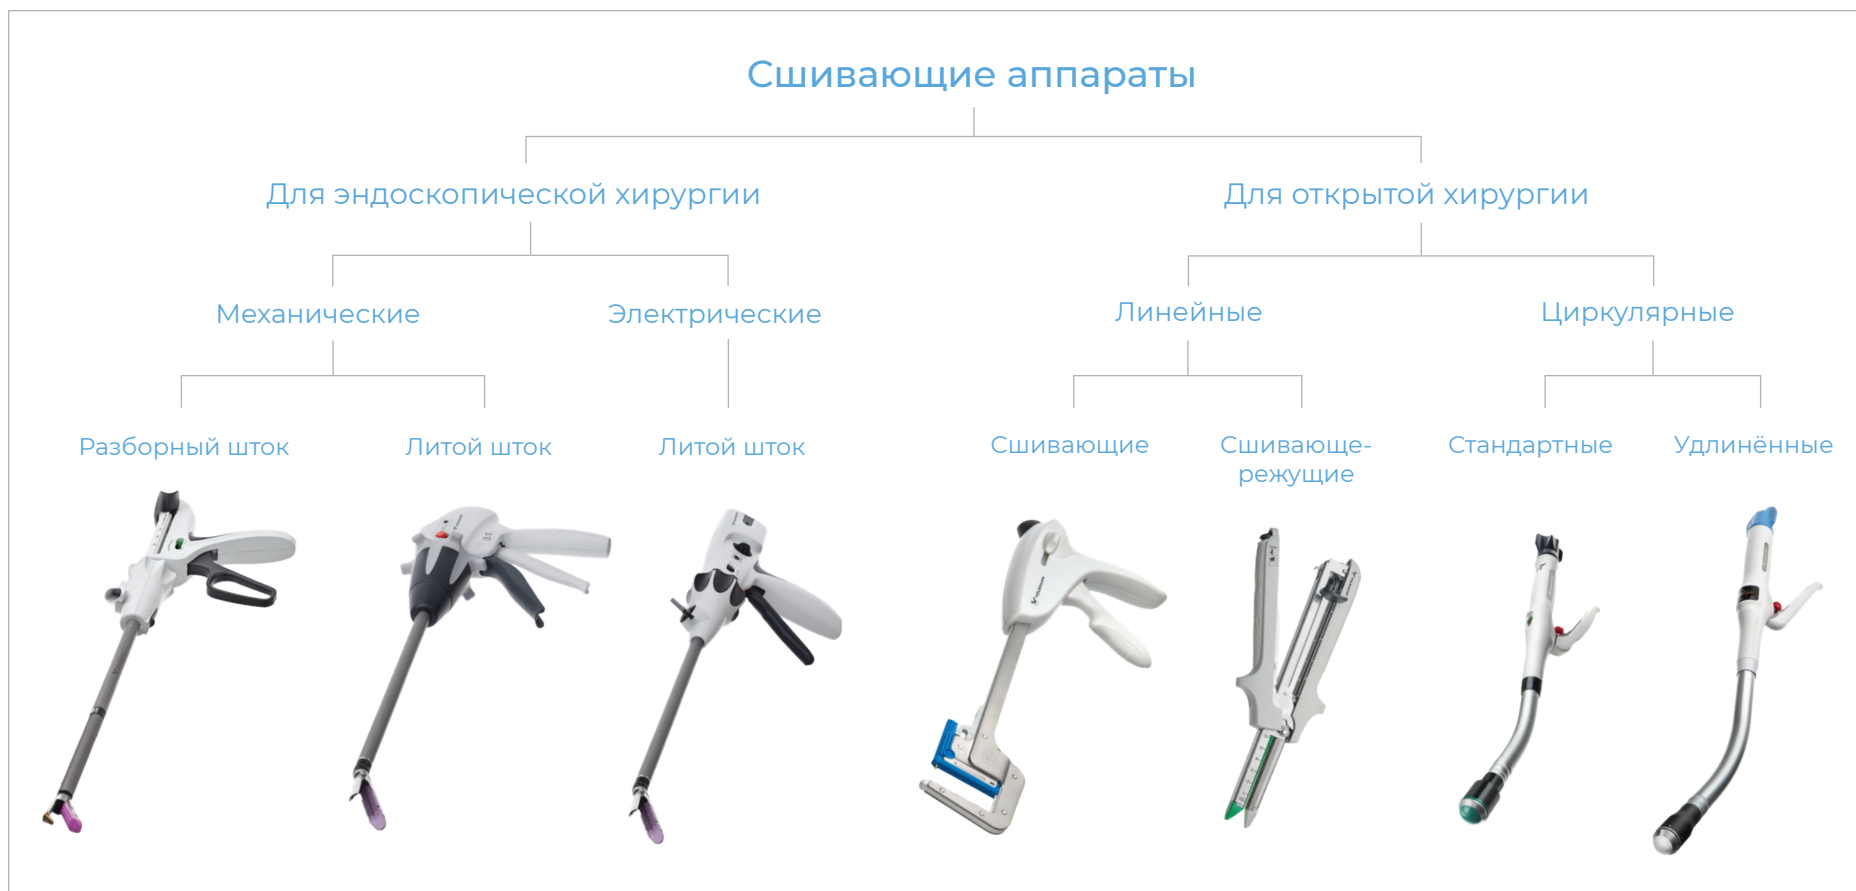 Сшивающие аппараты
Для эндоскопической хирургии
Для открытой хирургии
Механические
Электрические
Линейные
Циркулярные
Разборный шток
Литой шток
Литой шток
Сшивающие
Сшивающе-
режущие
Стандартные
Удлинённые